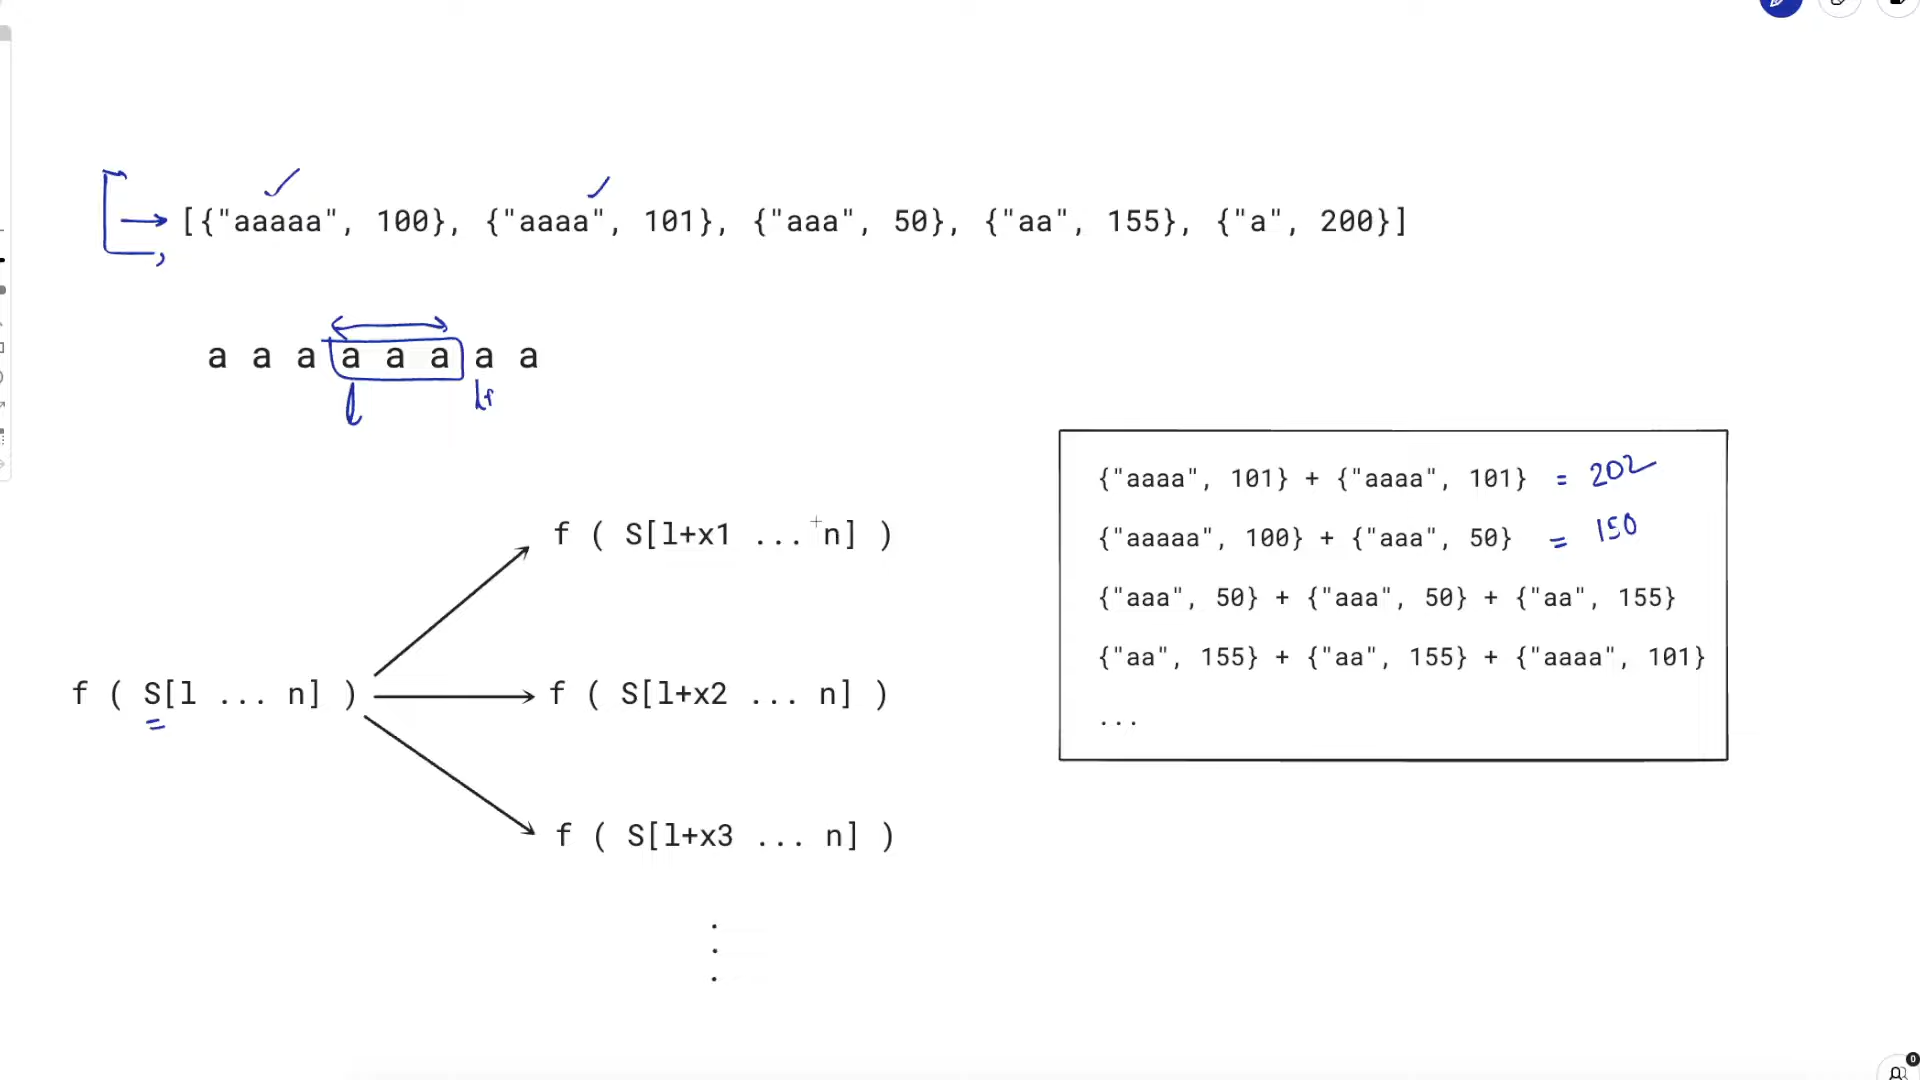 [{"aaaaa", 100}, {"aaaa", 101}, {"aaa", 50}, {"aa", 155}, {"a", 200}]
a a a a a a a a
l
{"aaaa", 101} + {"aaaa", 101} = 202
{"aaaaa", 100} + {"aaa", 50} = 150
{"aaa", 50} + {"aaa", 50} + {"aa", 155}
{"aa", 155} + {"aa", 155} + {"aaaa", 101}
...
f ( S[l+x1 ... n] )
f ( S[l ... n] )
f ( S[l+x2 ... n] )
f ( S[l+x3 ... n] )
0